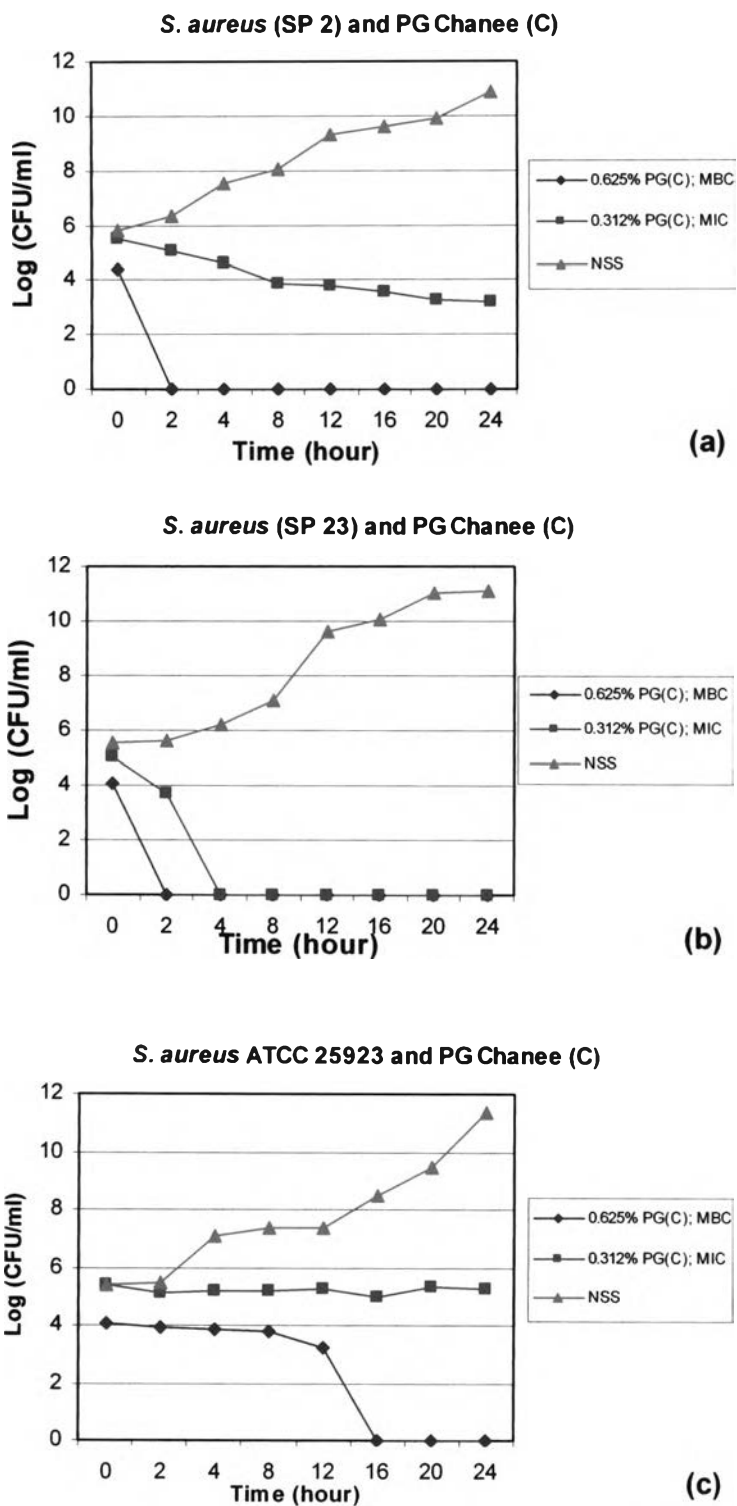 S. aureus (SP 2) and PG Chanee (C)
12
10
8
6
4
2
0
Log (CFU/ml)
0 2 4 8 12 16 20 24
Time (hour)
0.625% PG(C); MBC
0.312% PG(C); MIC
NSS
(a)
S. aureus (SP 23) and PG Chanee (C)
12
10
8
6
4
2
0
Log (CFU/ml)
0 2 4 8 12 16 20 24
Time (hour)
0.625% PG(C); MBC
0.312% PG(C); MIC
NSS
(b)
S. aureus ATCC 25923 and PG Chanee (C)
12
10
8
6
4
2
0
Log (CFU/ml)
0 2 4 8 12 16 20 24
Time (hour)
0.625% PG(C); MBC
0.312% PG(C); MIC
NSS
(c)